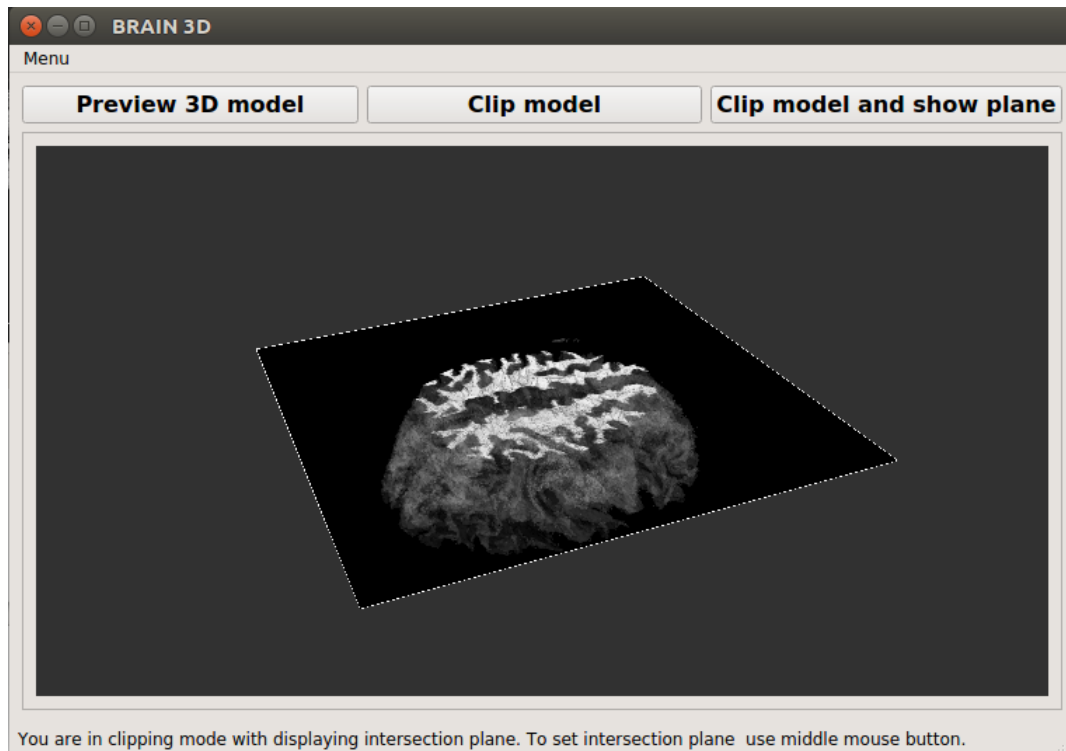 BRAIN 3D
Menu
Preview 3D model
Clip model
Clip model and show plane
You are in clipping mode with displaying intersection plane. To set intersection plane  use middle mouse button.